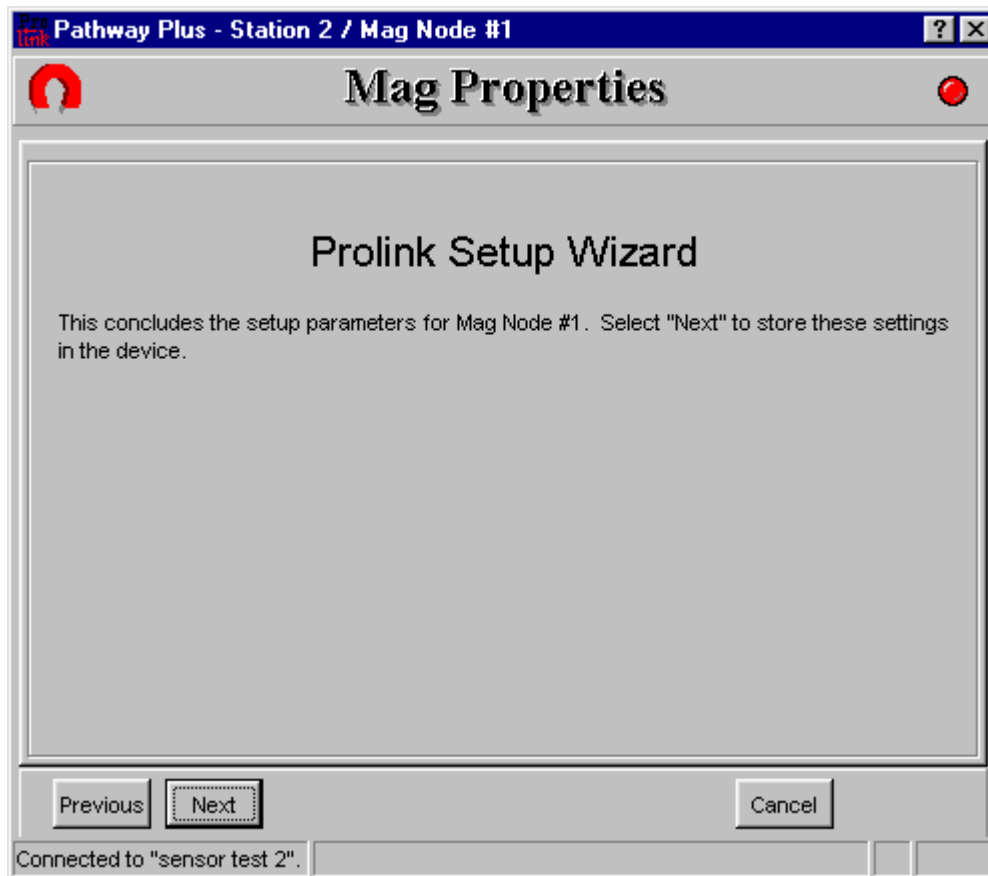 Pro
link
Pathway Plus - Station 2 / Mag Node #1
Mag Properties
Prolink Setup Wizard
This concludes the setup parameters for Mag Node #1.  Select "Next" to store these settings
in the device.
Previous
Next
Cancel
Connected to "sensor test 2".